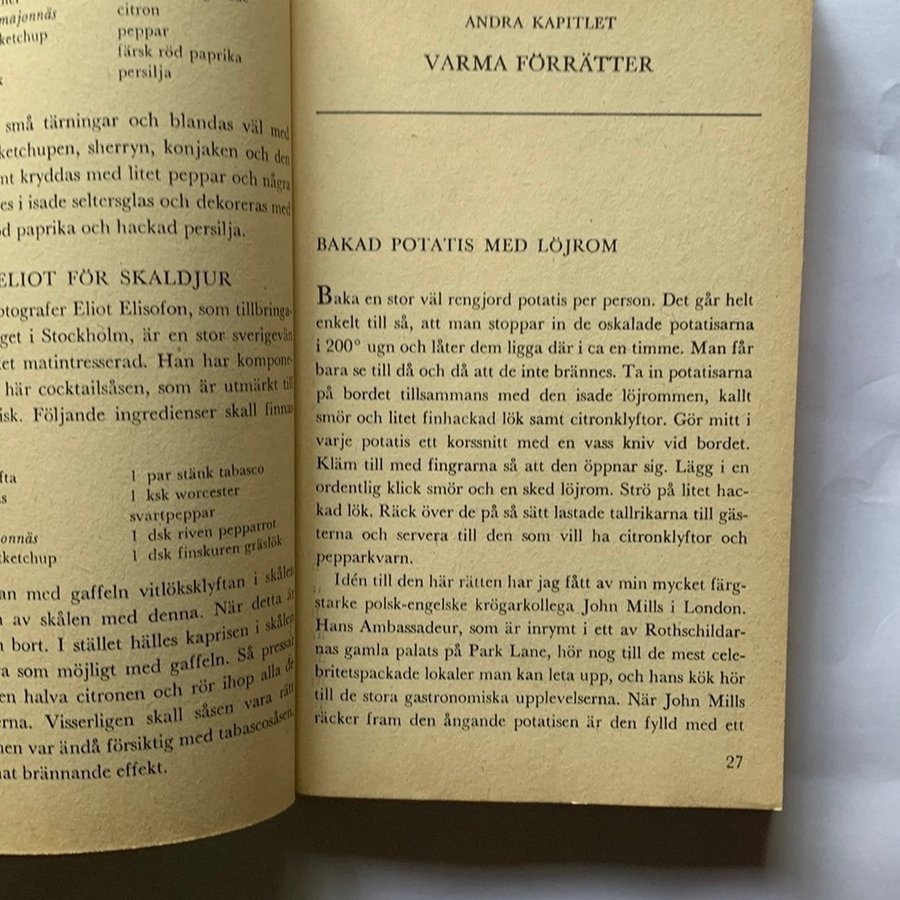 majonnäs
ketchup
citron
peppar
färsk röd paprika
persilja
små tärningar och blandas väl med
ketchupen, sherryn, konjaken och den
nt kryddas med litet peppar och några
es i isade seltersglas och dekoreras med
d paprika och hackad persilja.
ELIOT FÖR SKALDJUR
otografer Eliot Elisofon, som tillbringa-
get i Stockholm, är en stor sverigevän
et matintresserad. Han har kompone-
här cocktailsåsen, som är utmärkt till
isk. Följande ingredienser skall finnas
fta
s
onnäs
ketchup
1 par stänk tabasco
1 ksk worcester
svartpeppar
1 dsk riven pepparrot
1 dsk finskuren gräslök
an med gaffeln vitlöksklyftan i skålen
av skålen med denna. När detta är
n bort. I stället hälles kaprisen i skålen
a som möjligt med gaffeln. Så pressar
en halva citronen och rör ihop alla de
erna. Visserligen skall såsen vara rätt
nen var ändå försiktig med tabascosåsen,
at brännande effekt.
ANDRA KAPITLET
VARMA FÖRRÄTTER
BAKAD POTATIS MED LÖJROM
Baka en stor väl rengjord potatis per person. Det går helt
enkelt till så, att man stoppar in de oskalade potatisarna
i 200° ugn och låter dem ligga där i ca en timme. Man får
bara se till då och då att de inte brännes. Ta in potatisarna
på bordet tillsammans med den isade löjrommen, kallt
smör och litet finhackad lök samt citronklyftor. Gör mitt i
varje potatis ett korssnitt med en vass kniv vid bordet.
Kläm till med fingrarna så att den öppnar sig. Lägg i en
ordentlig klick smör och en sked löjrom. Strö på litet hac-
kad lök. Räck över de på så sätt lastade tallrikarna till gäs-
terna och servera till den som vill ha citronklyftor och
pepparkvarn.
Idén till den här rätten har jag fått av min mycket färg-
starke polsk-engelske krögarkollega John Mills i London.
Hans Ambassadeur, som är inrymt i ett av Rothschildar-
nas gamla palats på Park Lane, hör nog till de mest cele-
britetspackade lokaler man kan leta upp, och hans kök hör
till de stora gastronomiska upplevelserna. När John Mills
räcker fram den ångande potatisen är den fylld med ett
27